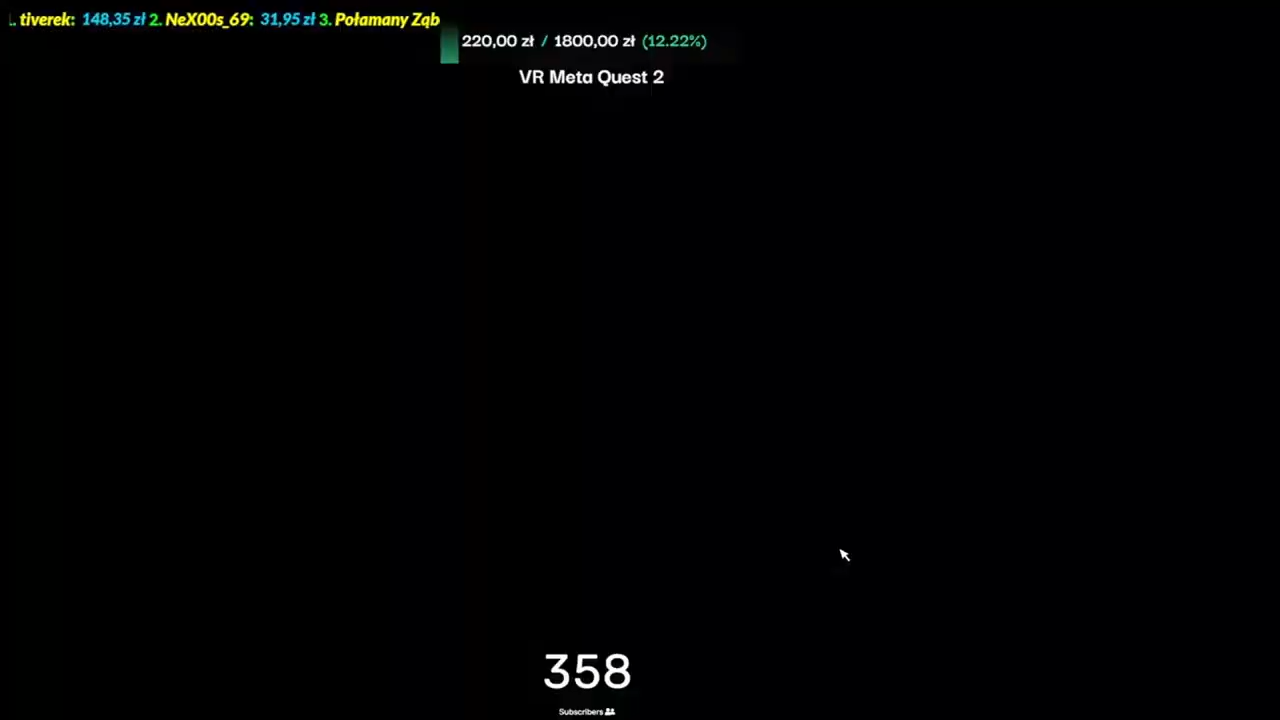 . tiverek: 148,35 zł 2. NeX00s_69: 31,95 zł 3. Połamany Ząb
220,00 zł / 1800,00 zł (12.22%)
VR Meta Quest 2
358
Subscribers